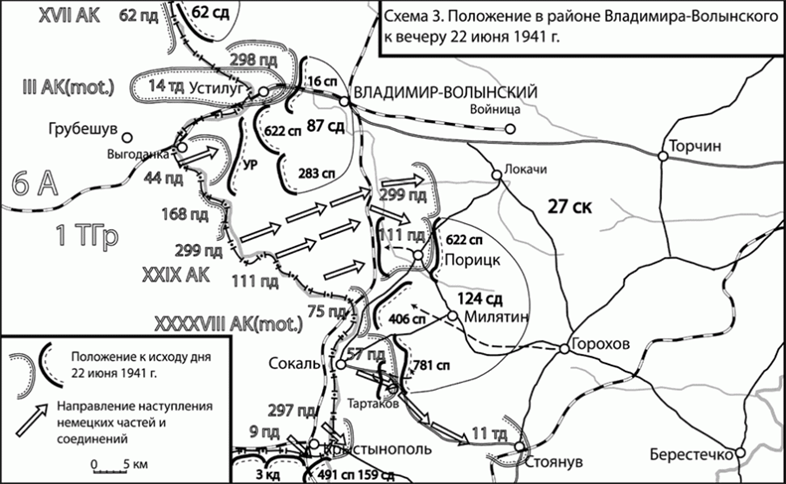 XVII АК
62 пд
62 сд
Схема 3. Положение в районе Владимира-Волынского
к вечеру 22 июня 1941 г.
298 пд
III АК(mot.)
14 тд
Устилуг
16 сп
ВЛАДИМИР-ВОЛЫНСКИЙ
Войница
Грубешув
622 сп
87 сд
Выгоданка
Торчин
УР
283 сп
Локачи
44 пд
6 А
299 пд
168 пд
27 ск
1 ТГр
299 пд
111 пд
622 сп
Порицк
XXIX АК
111 пд
75 пд
124 сд
XXXXVIII АК(mot.)
406 сп
Милятин
Горохов
57 пд
Сокаль
781 сп
Положение к исходу дня
22 июня 1941 г.
Направление наступления
немецких частей и
соединений
0 5 км
Тартаков
297 пд
9 пд
11 тд
Крыстынополь
Стоянув
Берестечко
3 кд
491 сп 159 сд